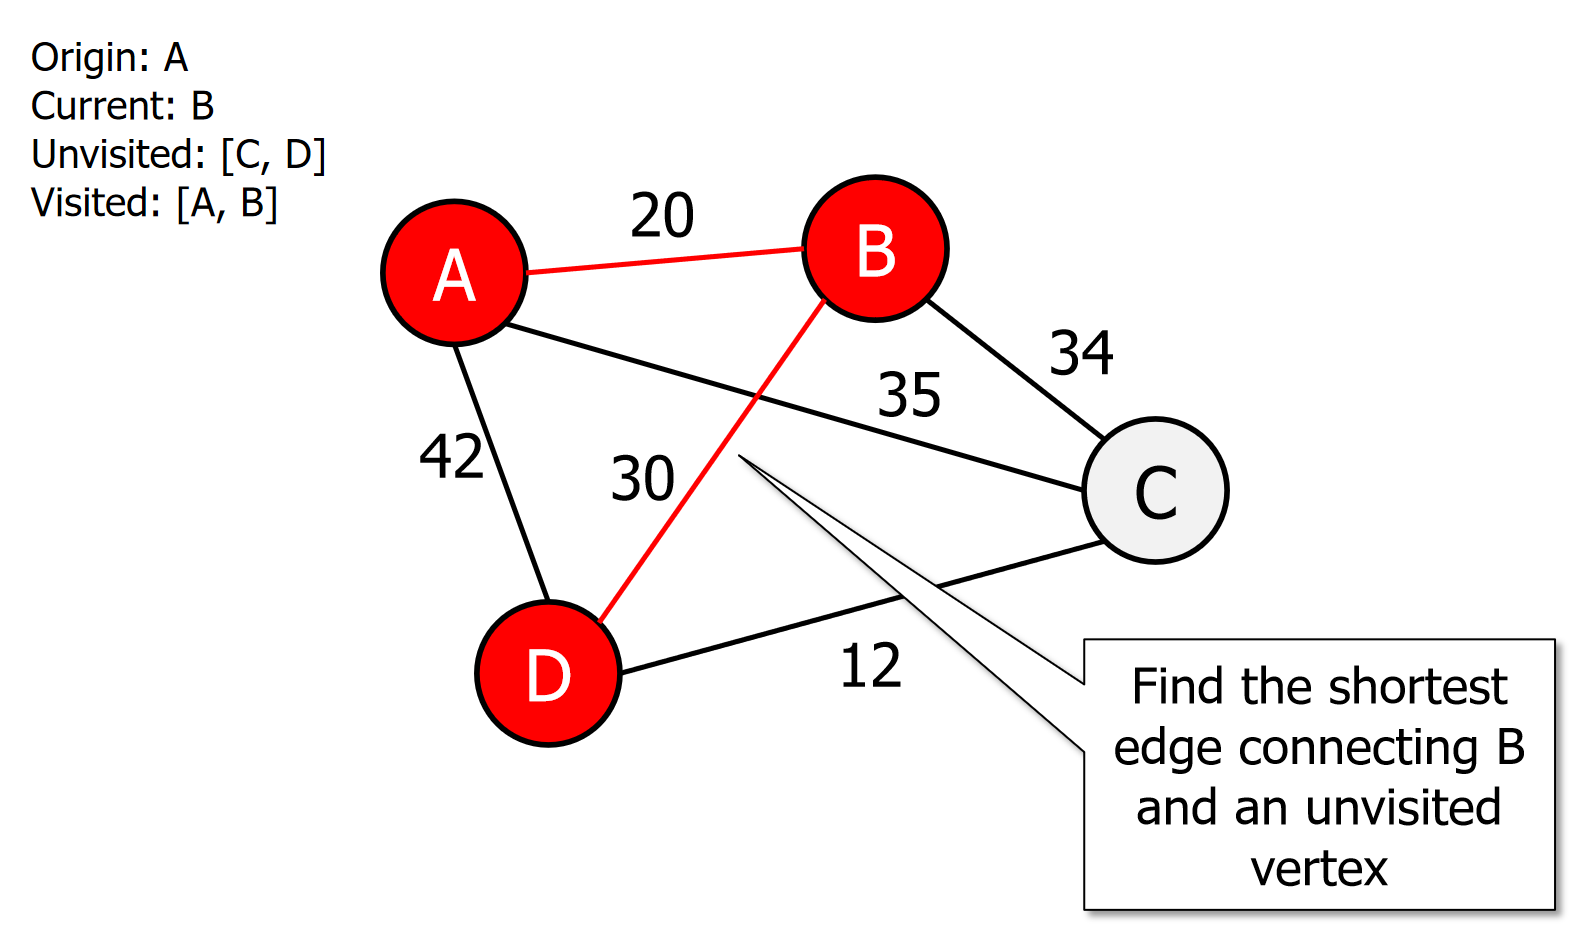 Origin: A
Current: B
Unvisited: [C, D]
Visited: [A, B]
20
A
B
34
35
42
30
C
D
12
Find the shortest
edge connecting B
and an unvisited
vertex